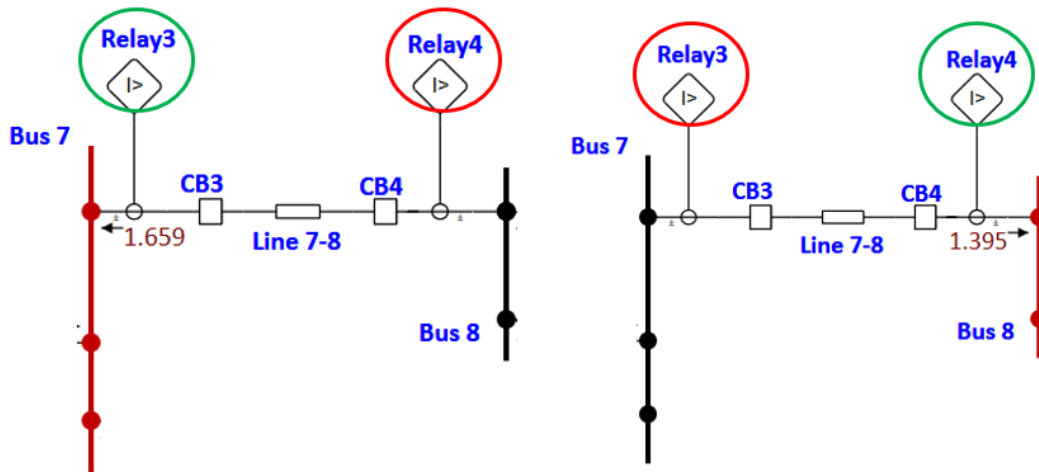 Relay3
Relay4
I>
I>
Bus 7
CB3
CB4
±
±
1.659
Line 7-8
Bus 8
Relay3
Relay4
I>
I>
Bus 7
CB3
CB4
±
±
1.395
Line 7-8
Bus 8